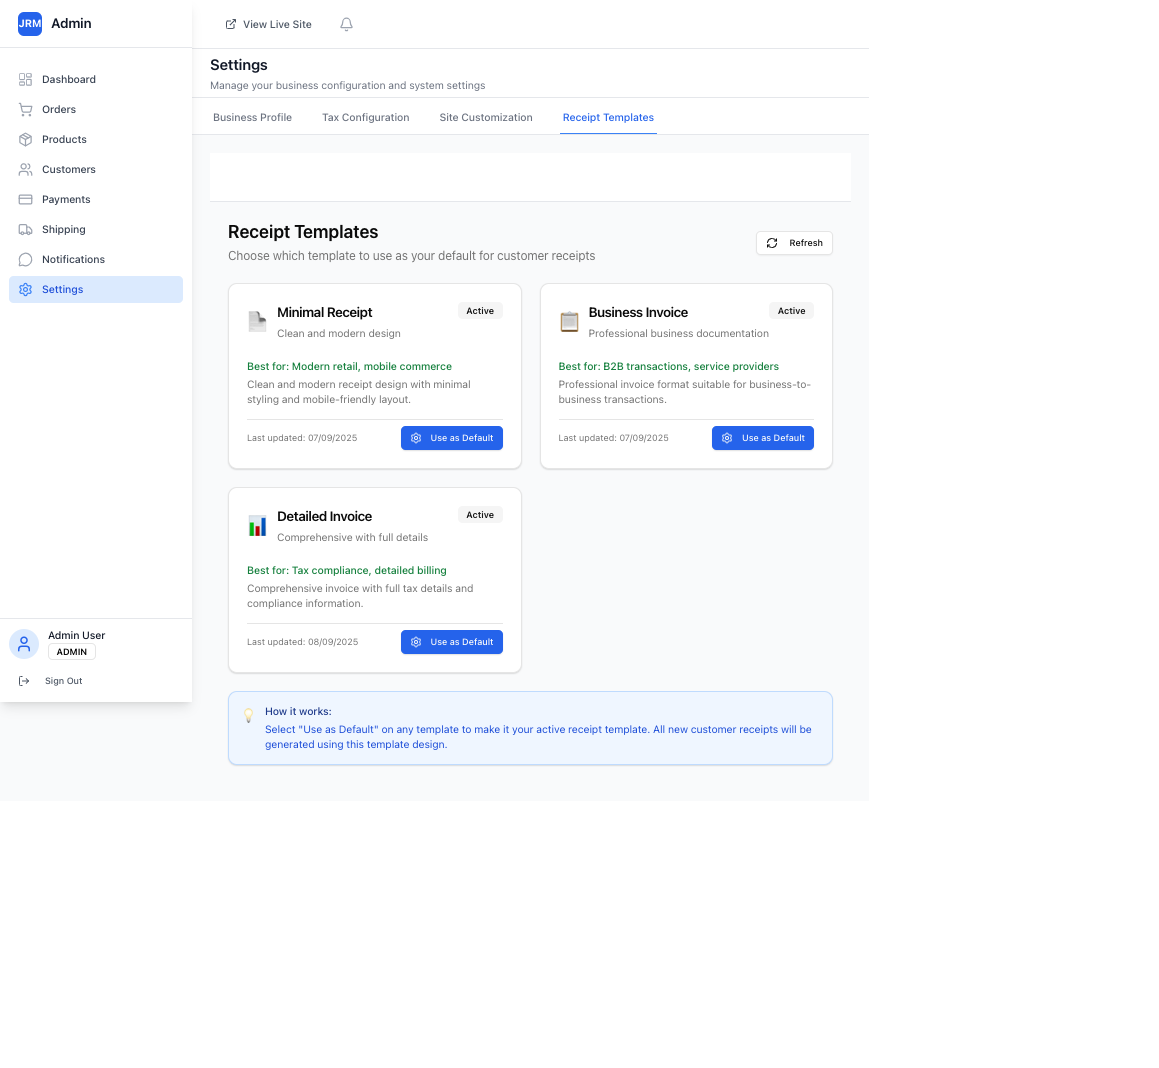 JRM Admin
View Live Site
Settings
Manage your business configuration and system settings
Business Profile Tax Configuration Site Customization Receipt Templates
Dashboard
Orders
Products
Customers
Payments
Shipping
Notifications
Settings
Admin User
ADMIN
Sign Out
Receipt Templates
Choose which template to use as your default for customer receipts
Refresh
Minimal Receipt
Active
Clean and modern design
Best for: Modern retail, mobile commerce
Clean and modern receipt design with minimal
styling and mobile-friendly layout.
Last updated: 07/09/2025
Use as Default
Business Invoice
Active
Professional business documentation
Best for: B2B transactions, service providers
Professional invoice format suitable for business-to-
business transactions.
Last updated: 07/09/2025
Use as Default
Detailed Invoice
Active
Comprehensive with full details
Best for: Tax compliance, detailed billing
Comprehensive invoice with full tax details and
compliance information.
Last updated: 08/09/2025
Use as Default
How it works:
Select "Use as Default" on any template to make it your active receipt template. All new customer receipts will be
generated using this template design.